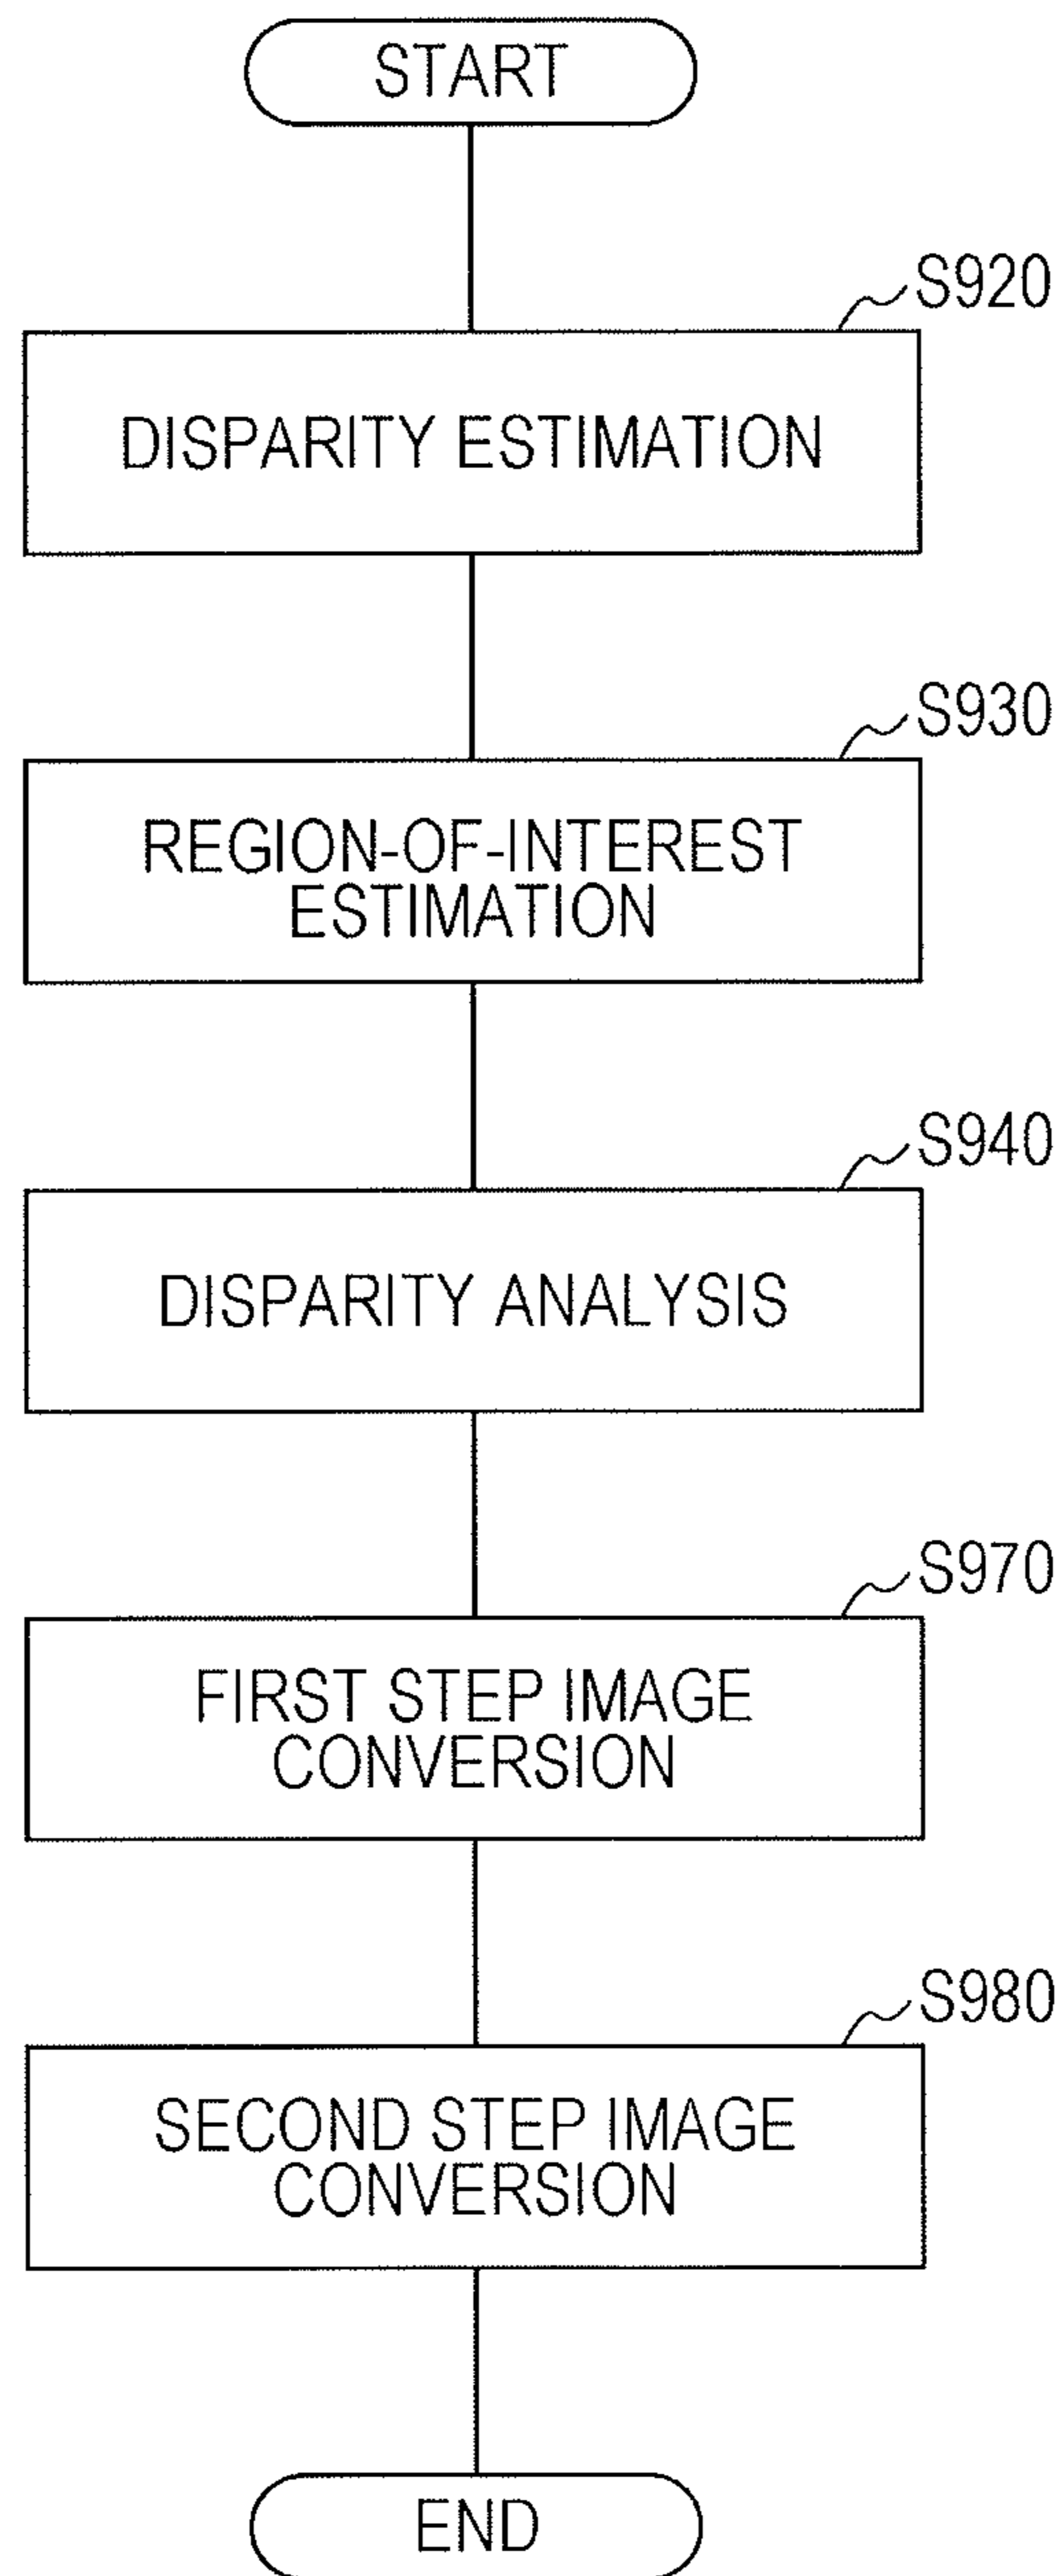 START
S920
DISPARITY ESTIMATION
S930
REGION-OF-INTEREST
ESTIMATION
S940
DISPARITY ANALYSIS
S970
FIRST STEP IMAGE
CONVERSION
S980
SECOND STEP IMAGE
CONVERSION
END